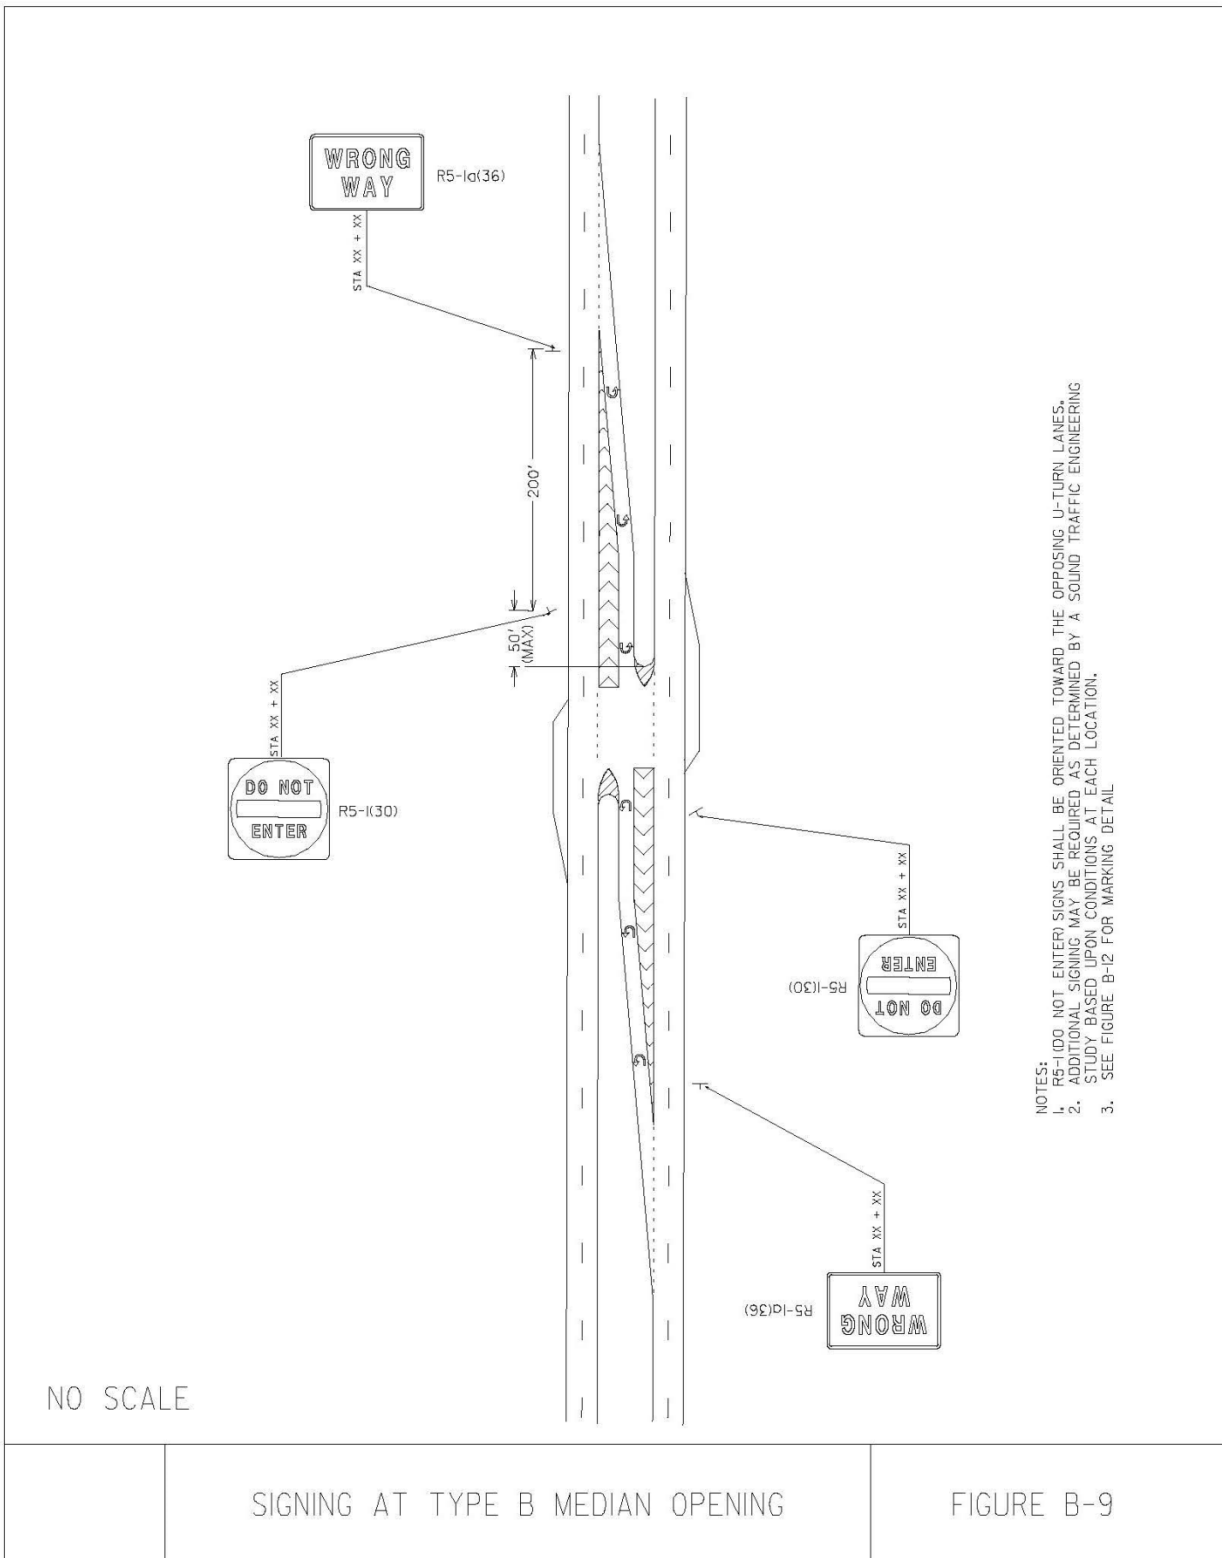 WRONG
WAY
R5-1a(36)
STA XX + XX
200'
50'
(MAX)
STA XX + XX
DO NOT
ENTER
R5-1(30)
STA XX + XX
DO NOT
ENTER
R5-1(30)
STA XX + XX
WRONG
WAY
R5-1a(36)
NOTES:
1. R5-1(DO NOT ENTER) SIGNS SHALL BE ORIENTED TOWARD THE OPPOSING U-TURN LANES.
2. ADDITIONAL SIGNING MAY BE REQUIRED AS DETERMINED BY A SOUND TRAFFIC ENGINEERING
STUDY BASED UPON CONDITIONS AT EACH LOCATION.
3. SEE FIGURE B-12 FOR MARKING DETAIL
NO SCALE
SIGNING AT TYPE B MEDIAN OPENING
FIGURE B-9